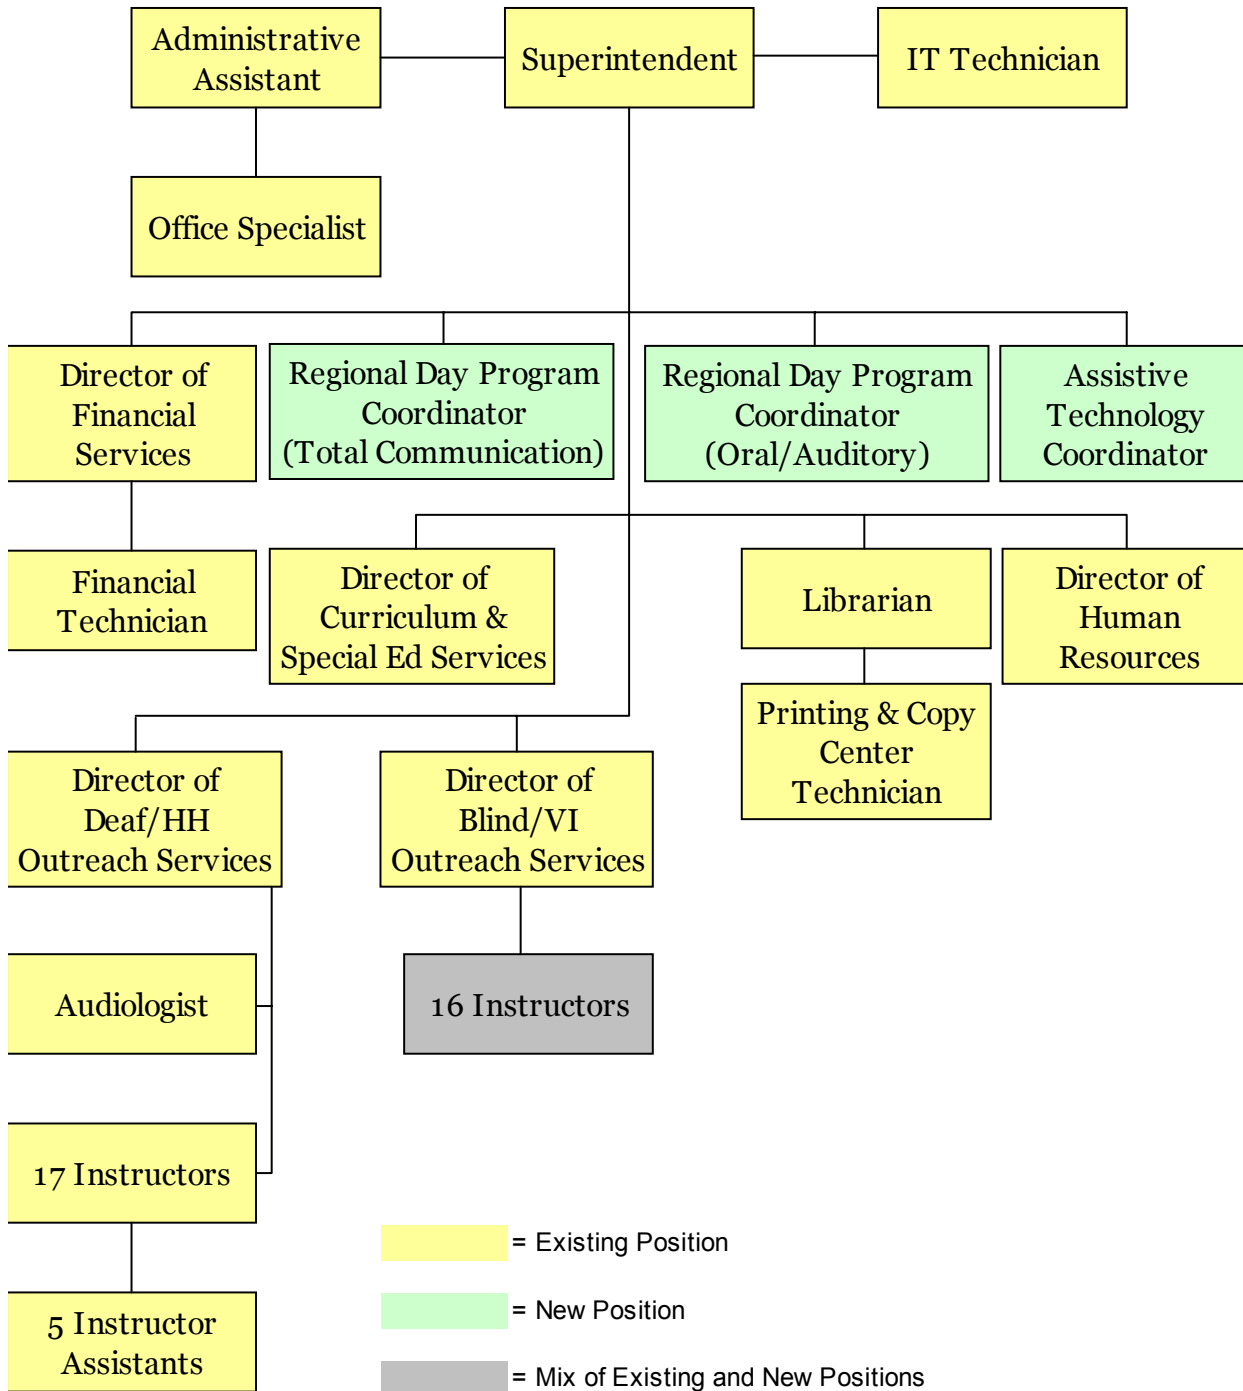 Administrative
Assistant
Superintendent
IT Technician
Office Specialist
Director of
Financial
Services
Regional Day Program
Coordinator
(Total Communication)
Regional Day Program
Coordinator
(Oral/Auditory)
Assistive
Technology
Coordinator
Financial
Technician
Director of
Curriculum &
Special Ed Services
Librarian
Director of
Human
Resources
Printing & Copy
Center
Technician
Director of
Deaf/HH
Outreach Services
Director of
Blind/VI
Outreach Services
Audiologist
16 Instructors
17 Instructors
5 Instructor
Assistants
= Existing Position
= New Position
= Mix of Existing and New Positions